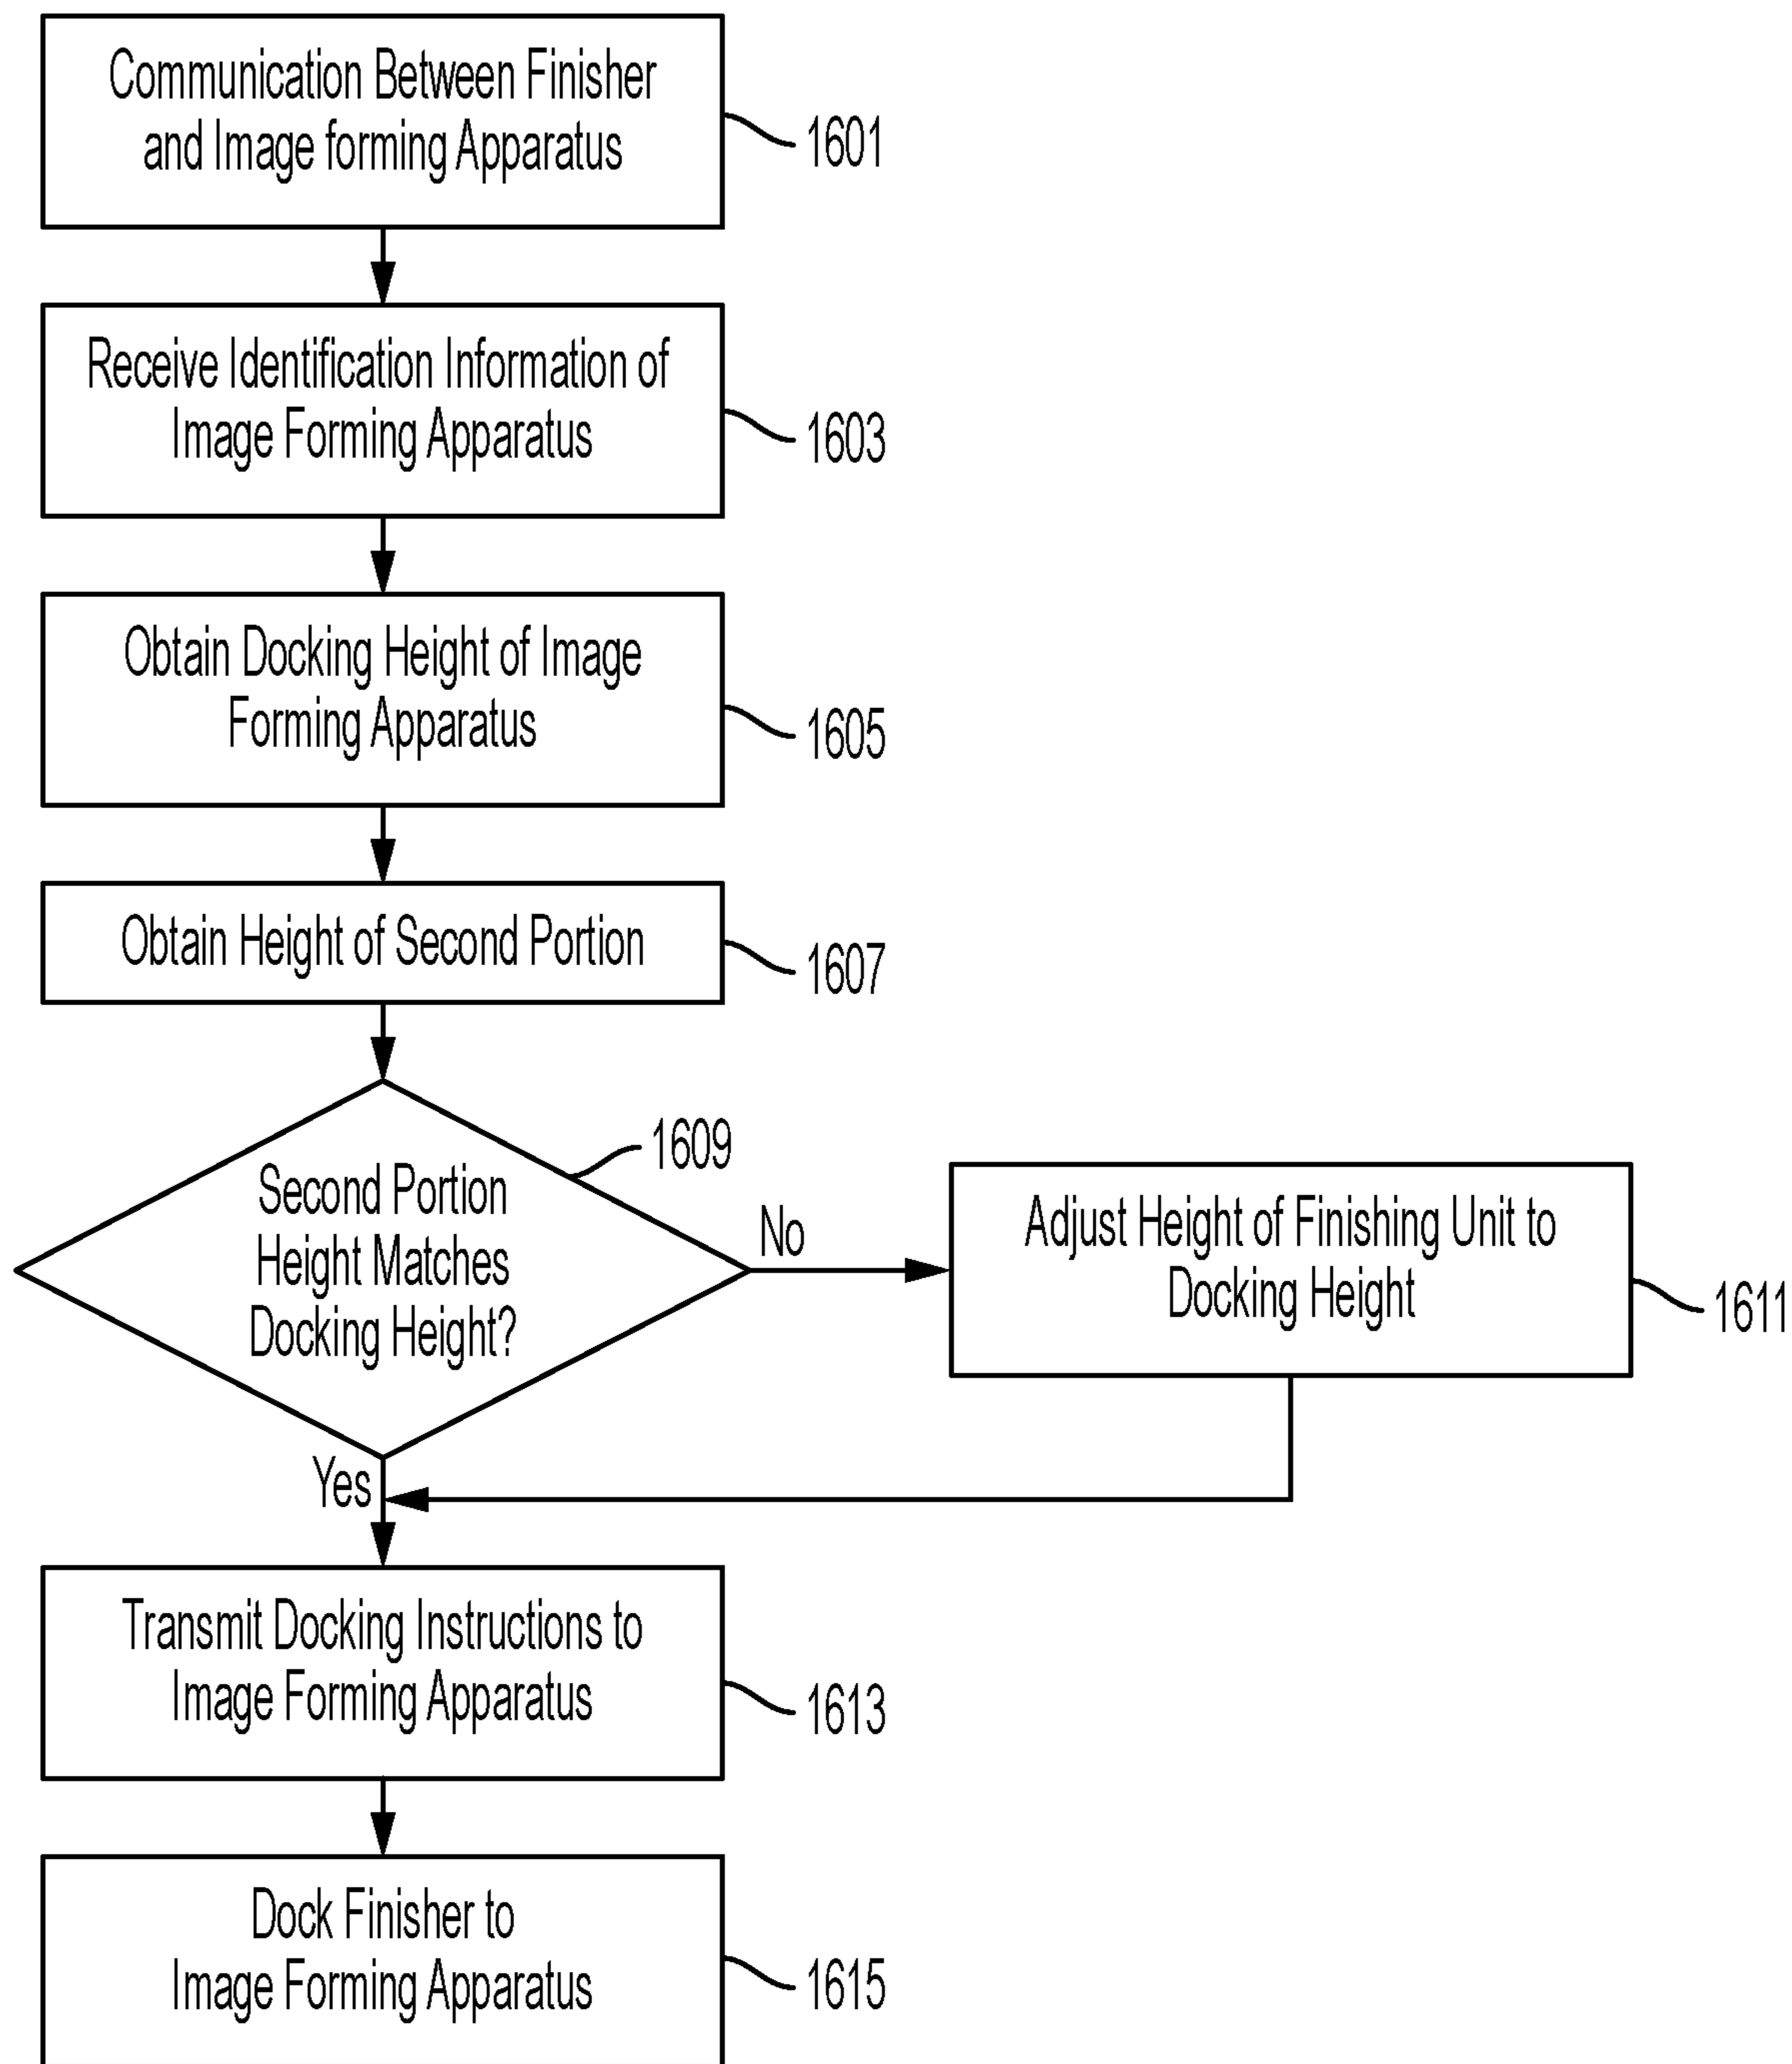 Communication Between Finisher
and Image forming Apparatus
1601
Receive Identification Information of
Image Forming Apparatus
1603
Obtain Docking Height of Image
Forming Apparatus
1605
Obtain Height of Second Portion
1607
1609
Second Portion
Height Matches
Docking Height?
No
Adjust Height of Finishing Unit to
Docking Height
1611
Yes
Transmit Docking Instructions to
Image Forming Apparatus
1613
Dock Finisher to
Image Forming Apparatus
1615